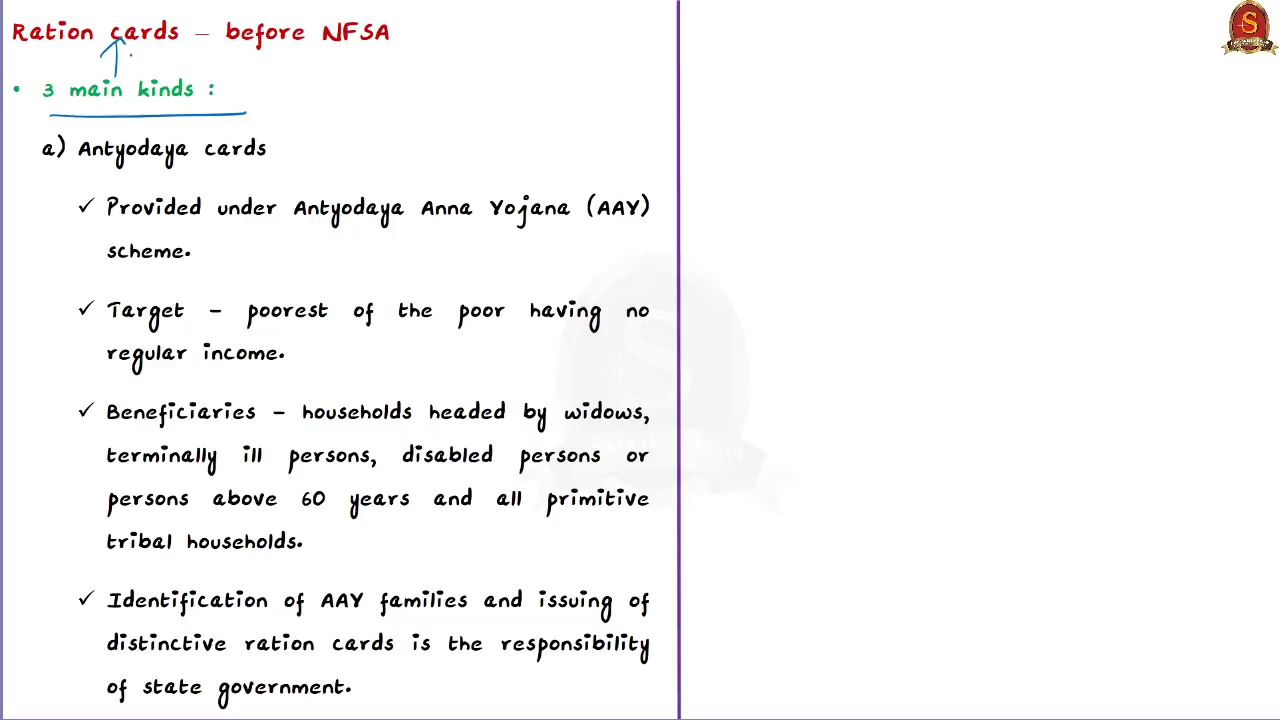 Ration cards – before NFSA
• 3 main kinds :
a) Antyodaya cards
✓ Provided under Antyodaya Anna Yojana (AAY)
scheme.
✓ Target - poorest of the poor having no
regular income.
✓ Beneficiaries - households headed by widows,
terminally ill persons, disabled persons or
persons above 60 years and all primitive
tribal households.
✓ Identification of AAY families and issuing of
distinctive ration cards is the responsibility
of state government.
S